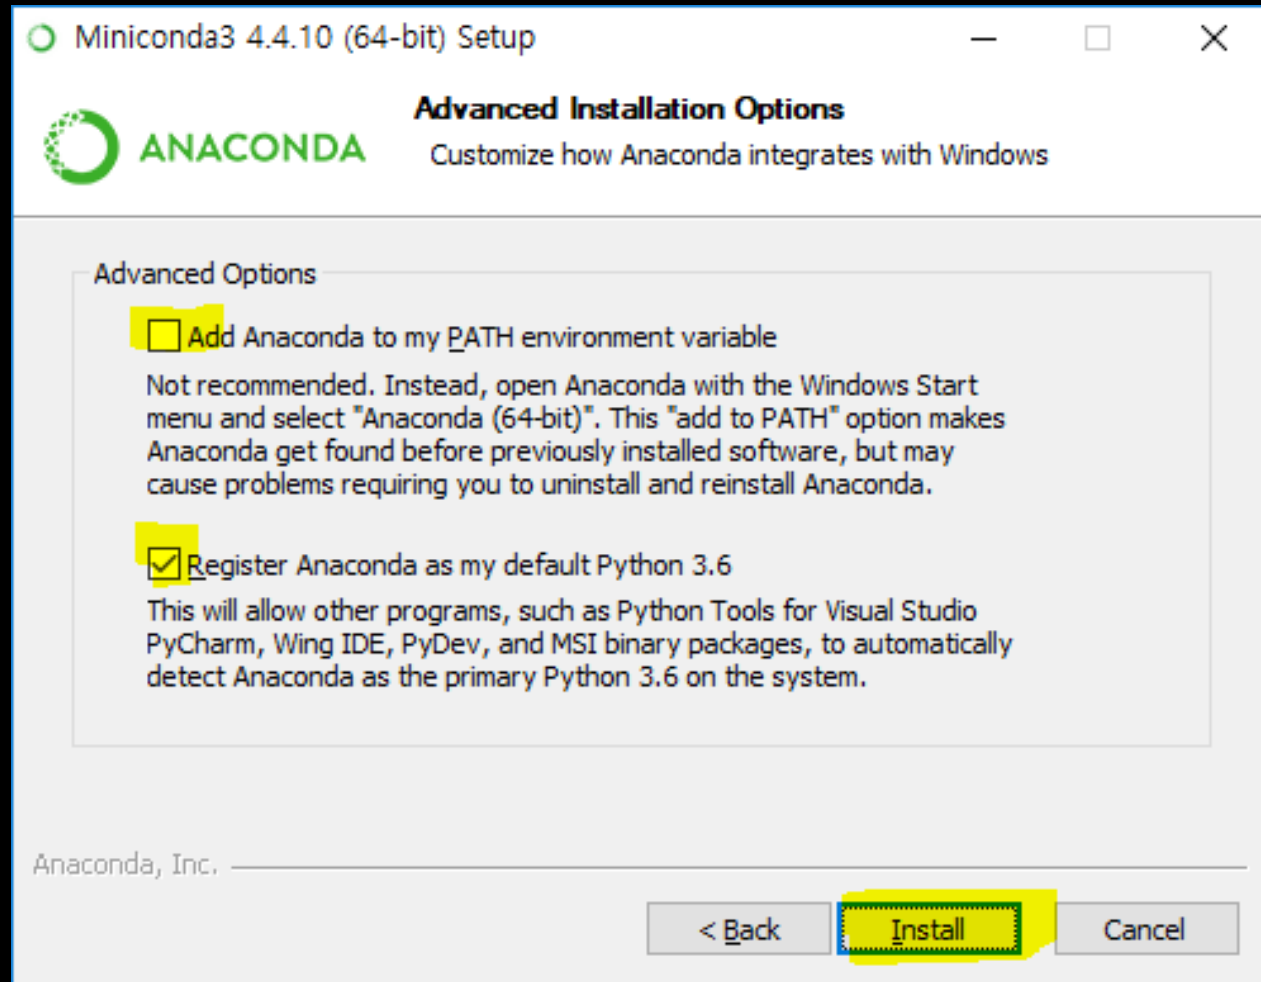 Miniconda3 4.4.10 (64-bit) Setup
Advanced Installation Options
ANACONDA
Customize how Anaconda integrates with Windows
Advanced Options
Add Anaconda to my PATH environment variable
Not recommended. Instead, open Anaconda with the Windows Start
menu and select "Anaconda (64-bit)". This "add to PATH" option makes
Anaconda get found before previously installed software, but may
cause problems requiring you to uninstall and reinstall Anaconda.
Register Anaconda as my default Python 3.6
This will allow other programs, such as Python Tools for Visual Studio
PyCharm, Wing IDE, PyDev, and MSI binary packages, to automatically
detect Anaconda as the primary Python 3.6 on the system.
Anaconda, Inc.
< Back
Install
Cancel